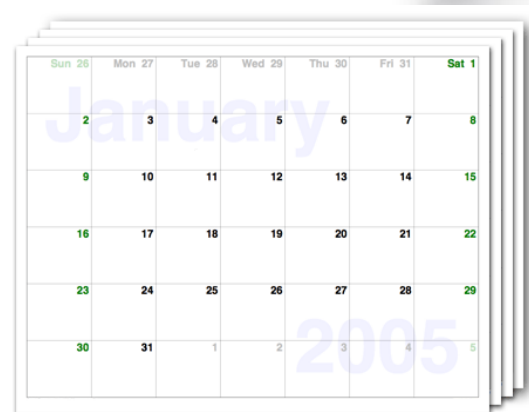 Sun 26 Mon 27 Tue 28 Wed 29 Thu 30 Fri 31 Sat 1
January
2 3 4 5 6 7 8
9 10 11 12 13 14 15
16 17 18 19 20 21 22
23 24 25 26 27 28 29
2005
30 31 1 2 3 4 5